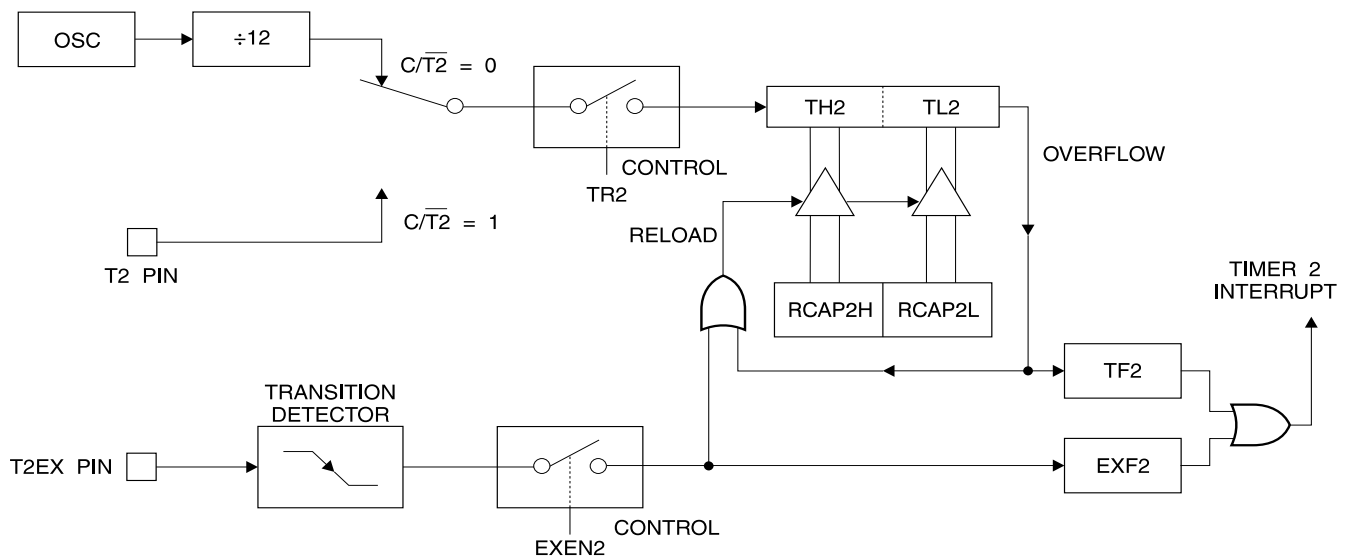 OSC
÷12
C/T2 = 0
TH2
TL2
OVERFLOW
CONTROL
TR2
C/T2 = 1
T2 PIN
RELOAD
TIMER 2
INTERRUPT
RCAP2H
RCAP2L
TF2
TRANSITION
DETECTOR
T2EX PIN
EXF2
CONTROL
EXEN2